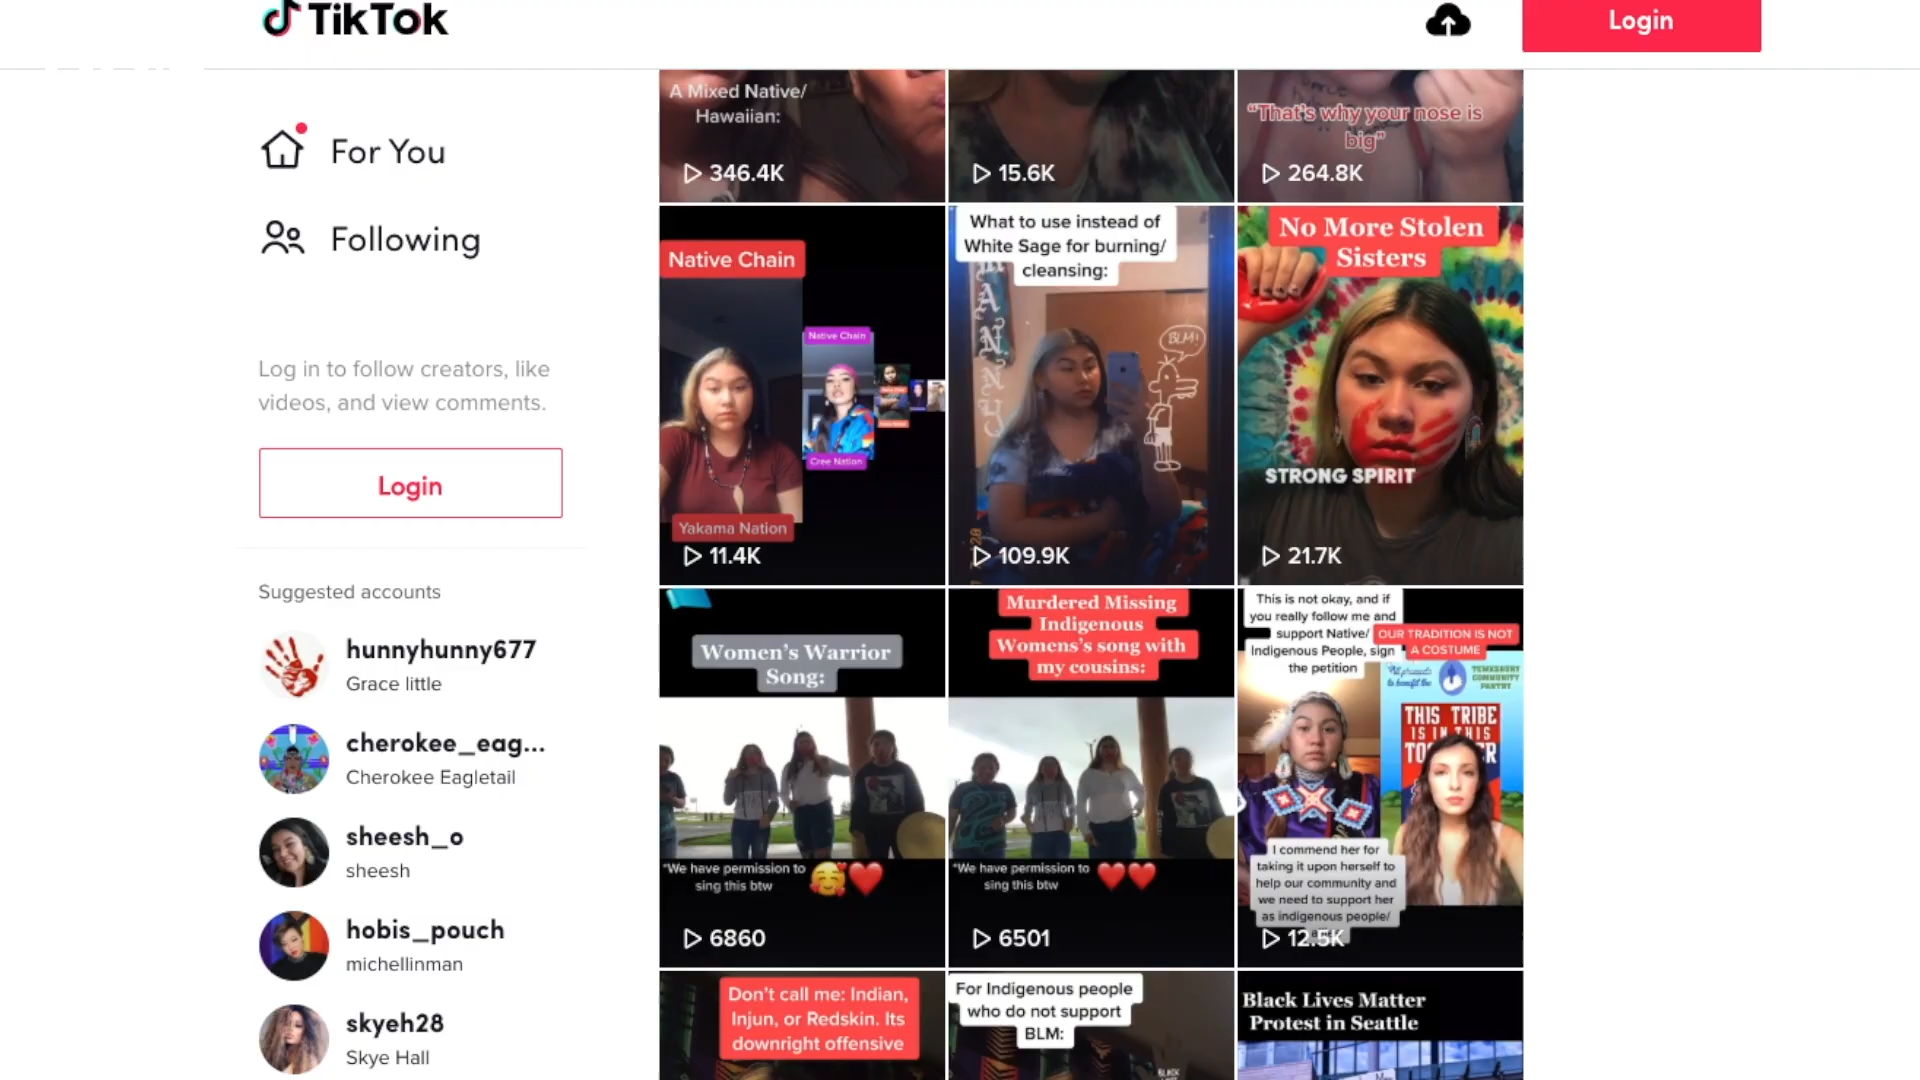 TikTok
Login
For You
Following
Log in to follow creators, like
videos, and view comments.
Login
Suggested accounts
hunnyhunny677
Grace little
cherokee_eag...
Cherokee Eagletail
sheesh_o
sheesh
hobis_pouch
michellinman
skyeh28
Skye Hall
A Mixed Native/
Hawaiian:
346.4K
15.6K
"That's why your nose is
big"
264.8K
Native Chain
Native Chain
Cree Nation
Yakama Nation
11.4K
What to use instead of
White Sage for burning/
cleansing:
BLM!
109.9K
No More Stolen
Sisters
STRONG SPIRIT
21.7K
Women's Warrior
Song:
*We have permission to
sing this btw
6860
Murdered Missing
Indigenous
Womens's song with
my cousins:
*We have permission to
sing this btw
6501
This is not okay, and if
you really follow me and
support Native/
Indigenous People, sign
the petition
OUR TRADITION IS NOT
A COSTUME
TEWKSBURY
COMMUNITY
PANTRY
THIS TRIBE
IS IN THIS
I commend her for
taking it upon herself to
help our community and
we need to support her
as indigenous people/
12.5K
Don't call me: Indian,
Injun, or Redskin. Its
downright offensive
For Indigenous people
who do not support
BLM:
BLACK
Black Lives Matter
Protest in Seattle